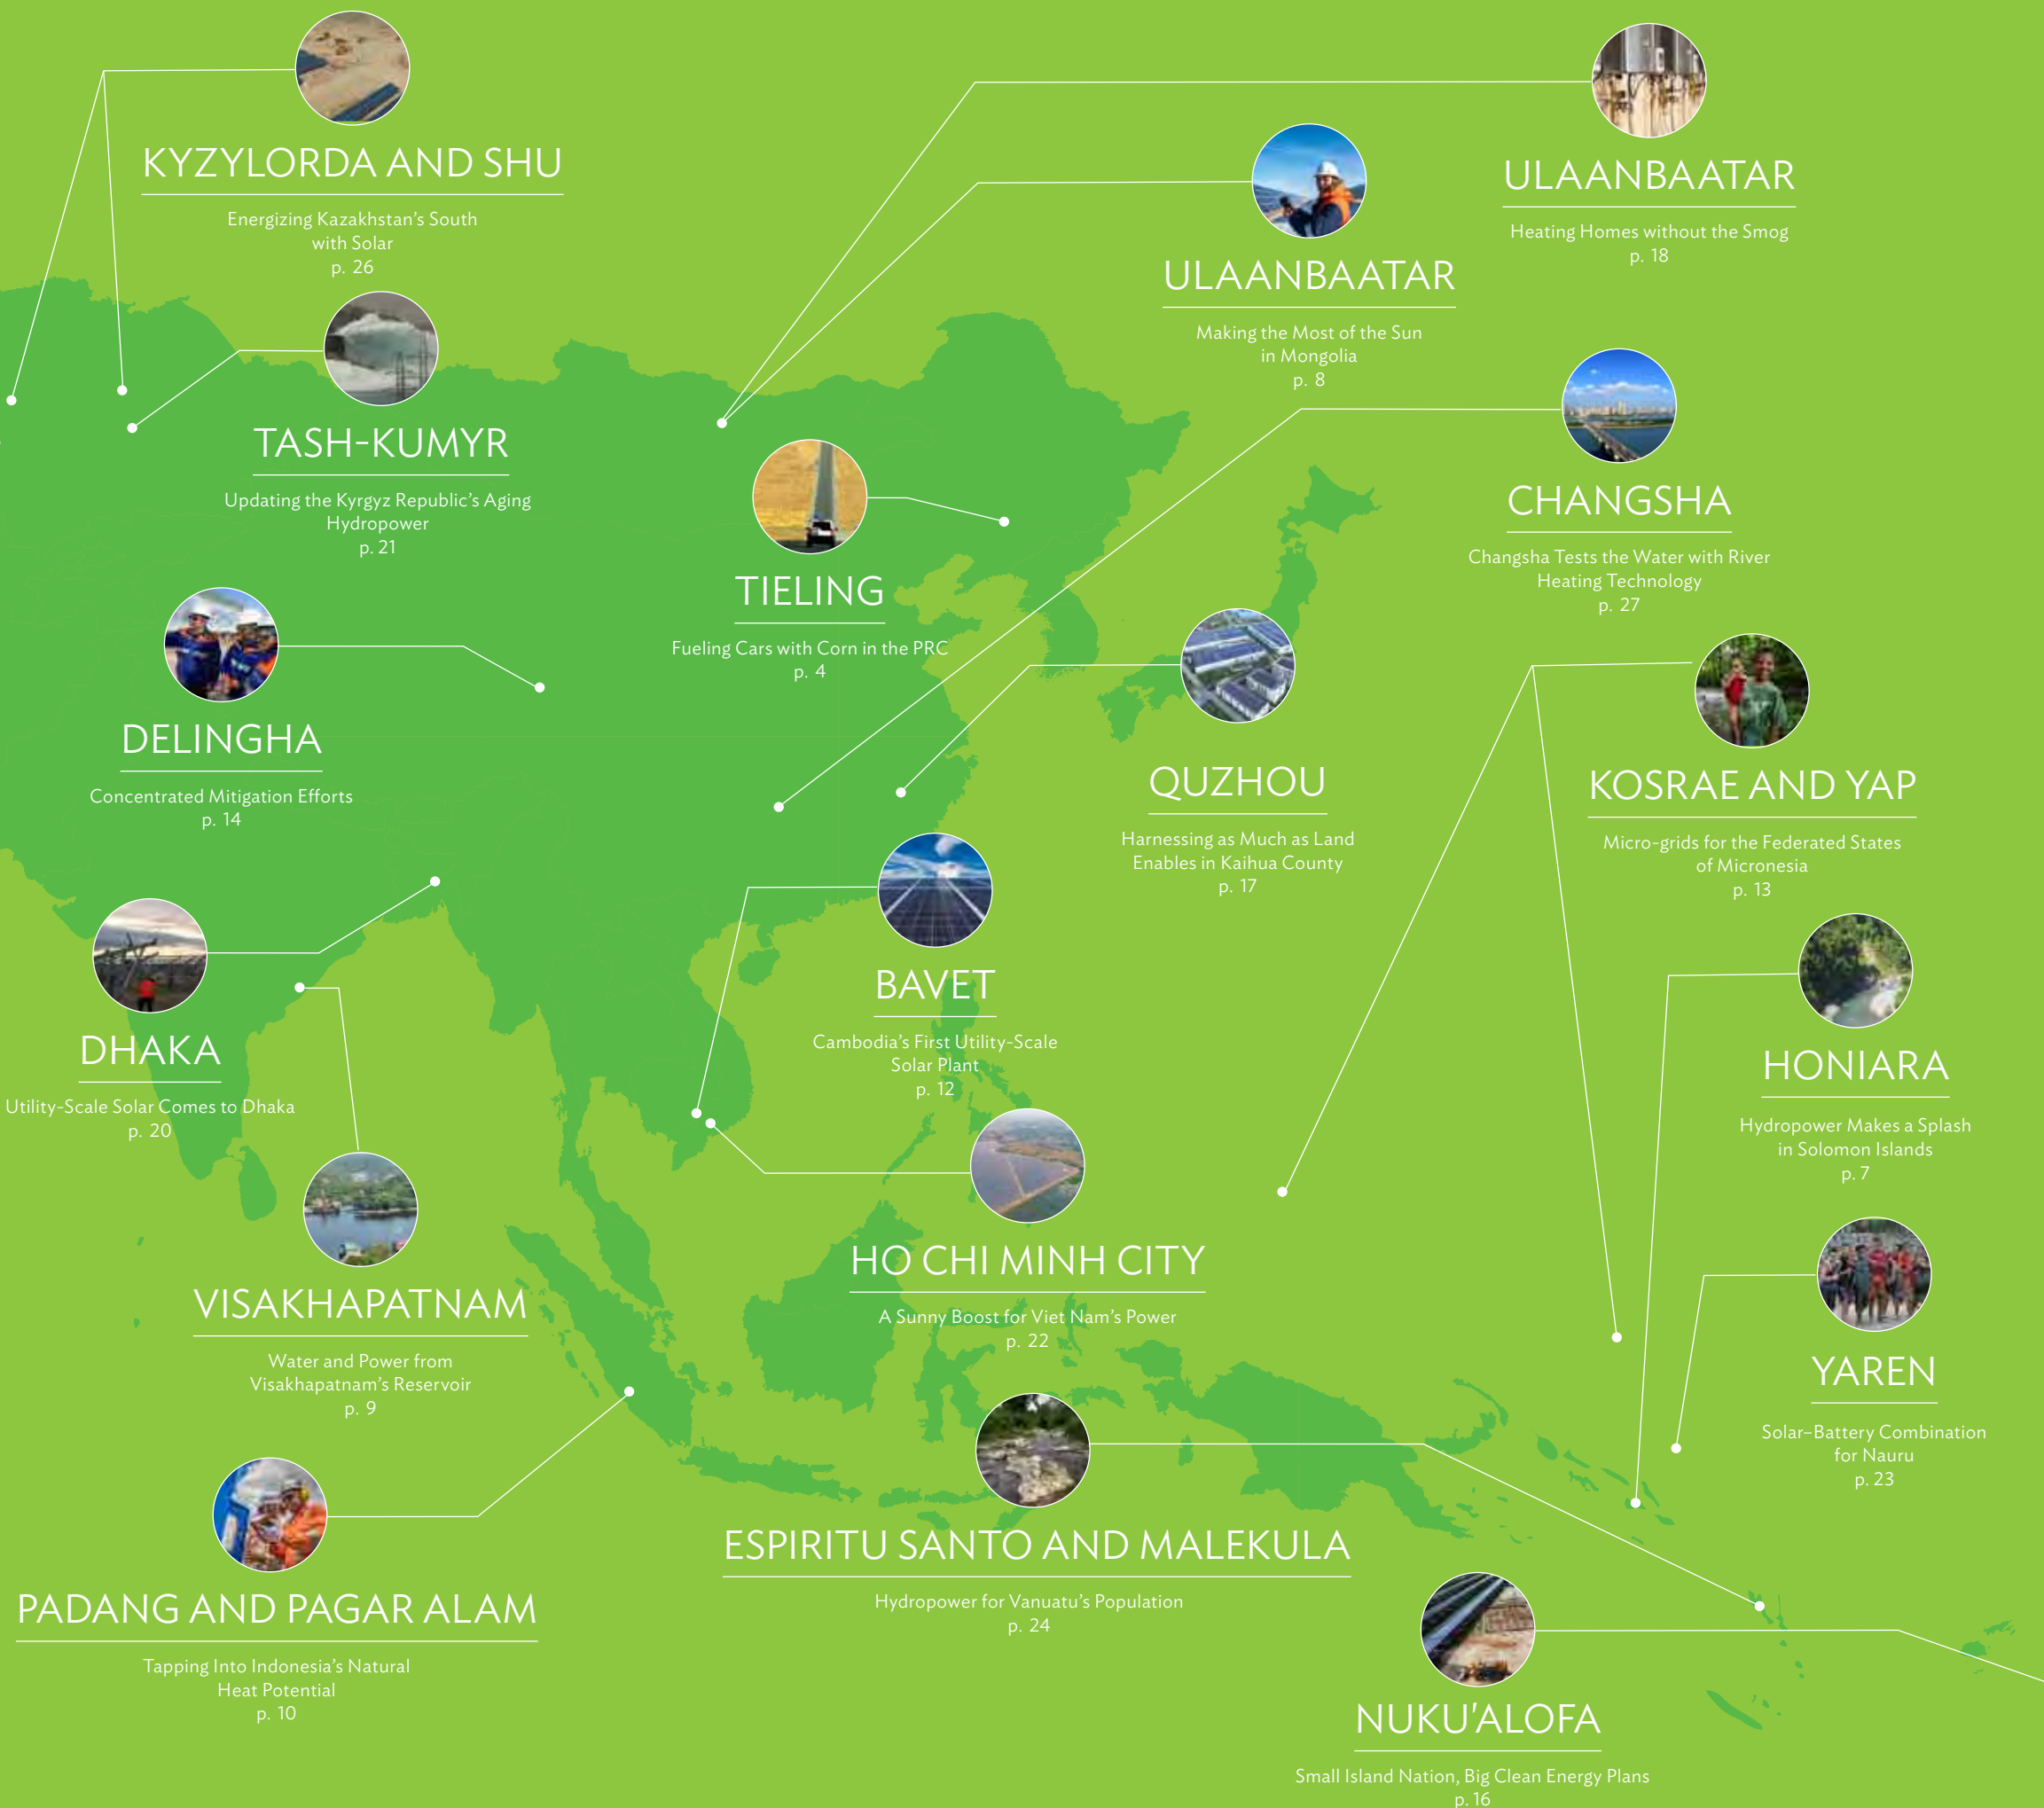 KYZYLORDA AND SHU
Energizing Kazakhstan's South
with Solar
p. 26
ULAANBAATAR
Heating Homes without the Smog
p. 18
ULAANBAATAR
Making the Most of the Sun
in Mongolia
p. 8
TASH-KUMYR
Updating the Kyrgyz Republic's Aging
Hydropower
p. 21
TIELING
Fueling Cars with Corn in the PRC
p. 4
CHANGSHA
Changsha Tests the Water with River
Heating Technology
p. 27
DELINGHA
Concentrated Mitigation Efforts
p. 14
QUZHOU
Harnessing as Much as Land
Enables in Kaihua County
p. 17
KOSRAE AND YAP
Micro-grids for the Federated States
of Micronesia
p. 13
DHAKA
Utility-Scale Solar Comes to Dhaka
p. 20
BAVET
Cambodia's First Utility-Scale
Solar Plant
p. 12
HONIARA
Hydropower Makes a Splash
in Solomon Islands
p. 7
VISAKHAPATNAM
Water and Power from
Visakhapatnam's Reservoir
p. 9
HO CHI MINH CITY
A Sunny Boost for Viet Nam's Power
p. 22
YAREN
Solar–Battery Combination
for Nauru
p. 23
PADANG AND PAGAR ALAM
Tapping Into Indonesia's Natural
Heat Potential
p. 10
ESPIRITU SANTO AND MALEKULA
Hydropower for Vanuatu's Population
p. 24
NUKU'ALOFA
Small Island Nation, Big Clean Energy Plans
p. 16